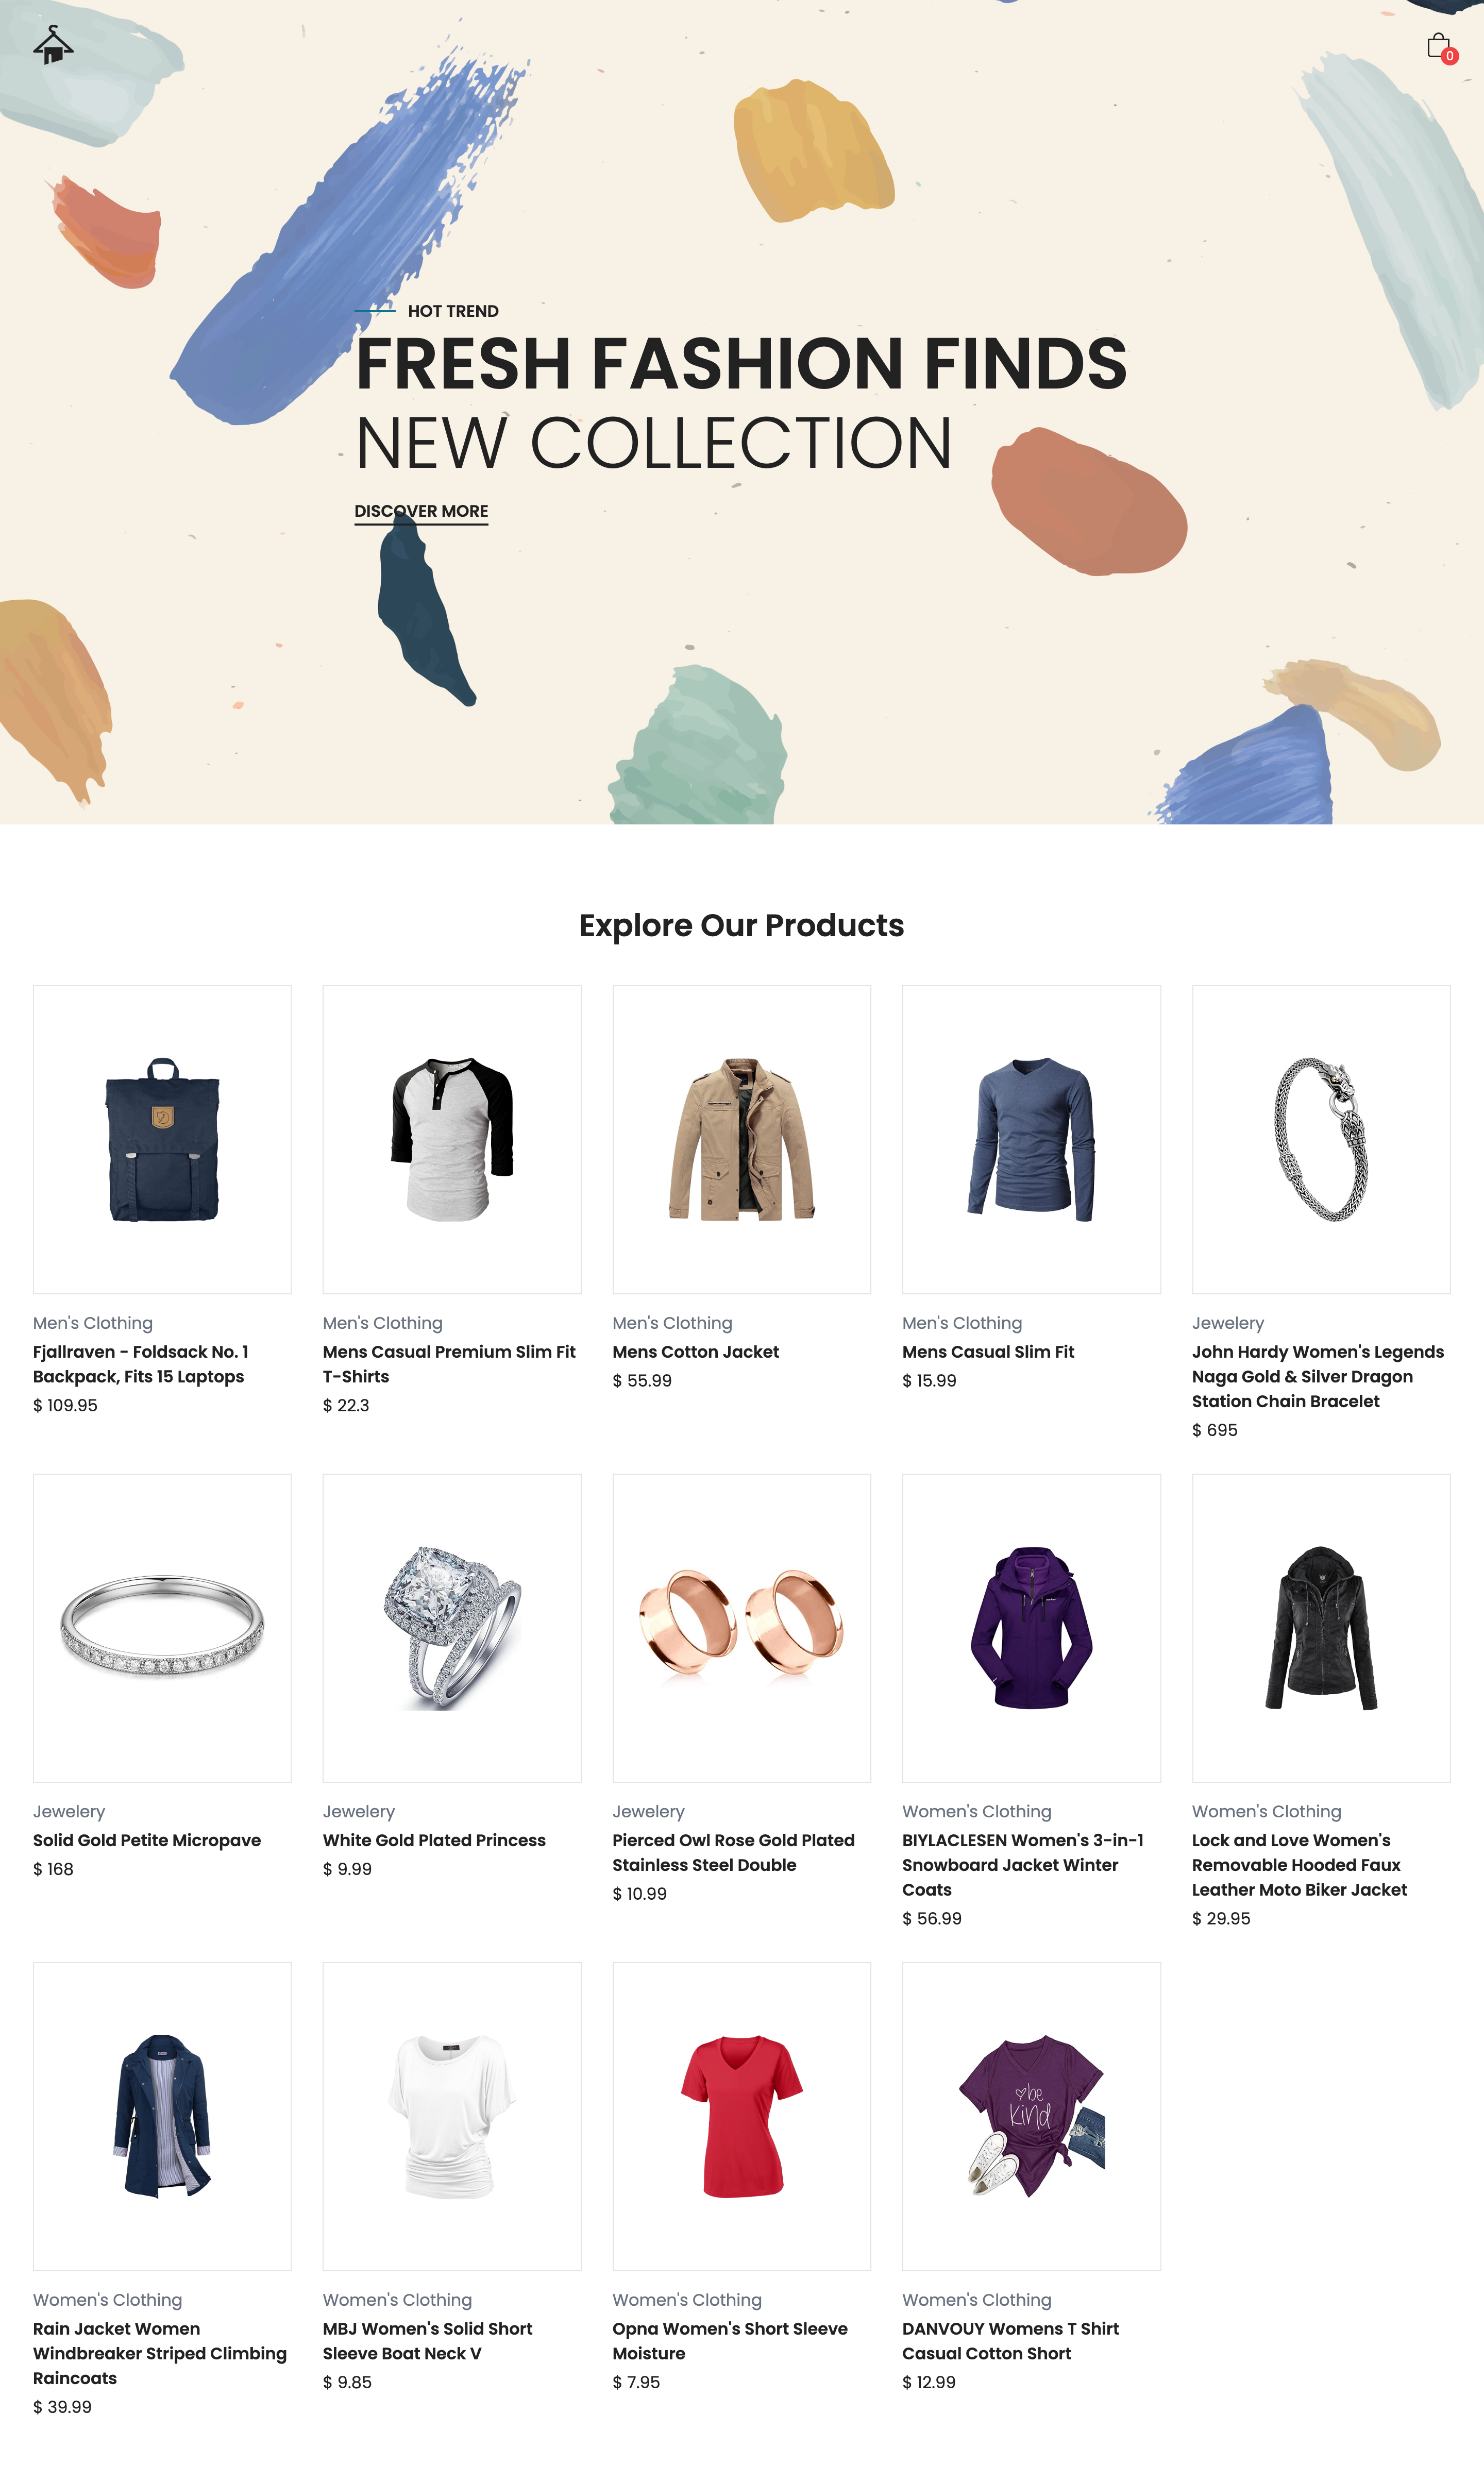 0
HOT TREND
FRESH FASHION FINDS
NEW COLLECTION
DISCOVER MORE
Explore Our Products
Men's Clothing
Fjallraven - Foldsack No. 1
Backpack, Fits 15 Laptops
$ 109.95
Men's Clothing
Mens Casual Premium Slim Fit
T-Shirts
$ 22.3
Men's Clothing
Mens Cotton Jacket
$ 55.99
Men's Clothing
Mens Casual Slim Fit
$ 15.99
Jewelery
John Hardy Women's Legends
Naga Gold & Silver Dragon
Station Chain Bracelet
$ 695
Jewelery
Solid Gold Petite Micropave
$ 168
Jewelery
White Gold Plated Princess
$ 9.99
Jewelery
Pierced Owl Rose Gold Plated
Stainless Steel Double
$ 10.99
Women's Clothing
BIYLACLESEN Women's 3-in-1
Snowboard Jacket Winter
Coats
$ 56.99
Women's Clothing
Lock and Love Women's
Removable Hooded Faux
Leather Moto Biker Jacket
$ 29.95
be
kind
Women's Clothing
Rain Jacket Women
Windbreaker Striped Climbing
Raincoats
$ 39.99
Women's Clothing
MBJ Women's Solid Short
Sleeve Boat Neck V
$ 9.85
Women's Clothing
Opna Women's Short Sleeve
Moisture
$ 7.95
Women's Clothing
DANVOUY Womens T Shirt
Casual Cotton Short
$ 12.99